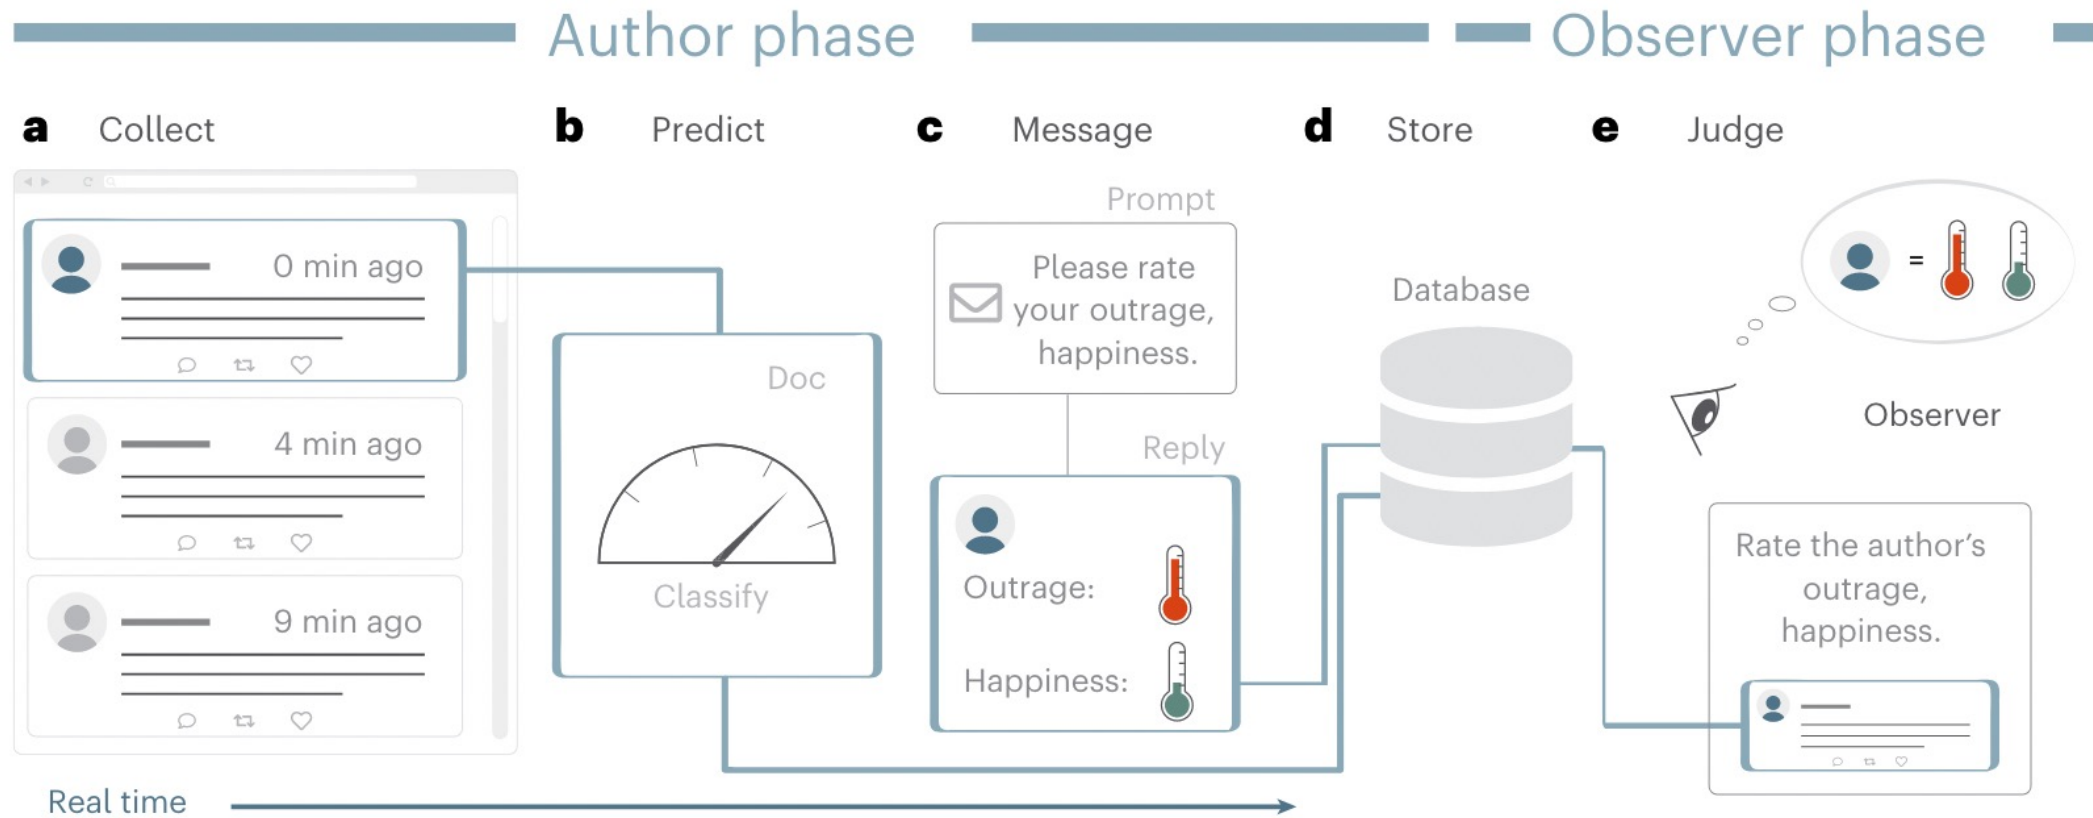 Author phase
Observer phase
a Collect
b Predict
c Message
d Store
e Judge
0 min ago
4 min ago
9 min ago
Doc
Classify
Prompt
Please rate
your outrage,
happiness.
Reply
Outrage:
Happiness:
Database
=
Observer
Rate the author's
outrage,
happiness.
Real time